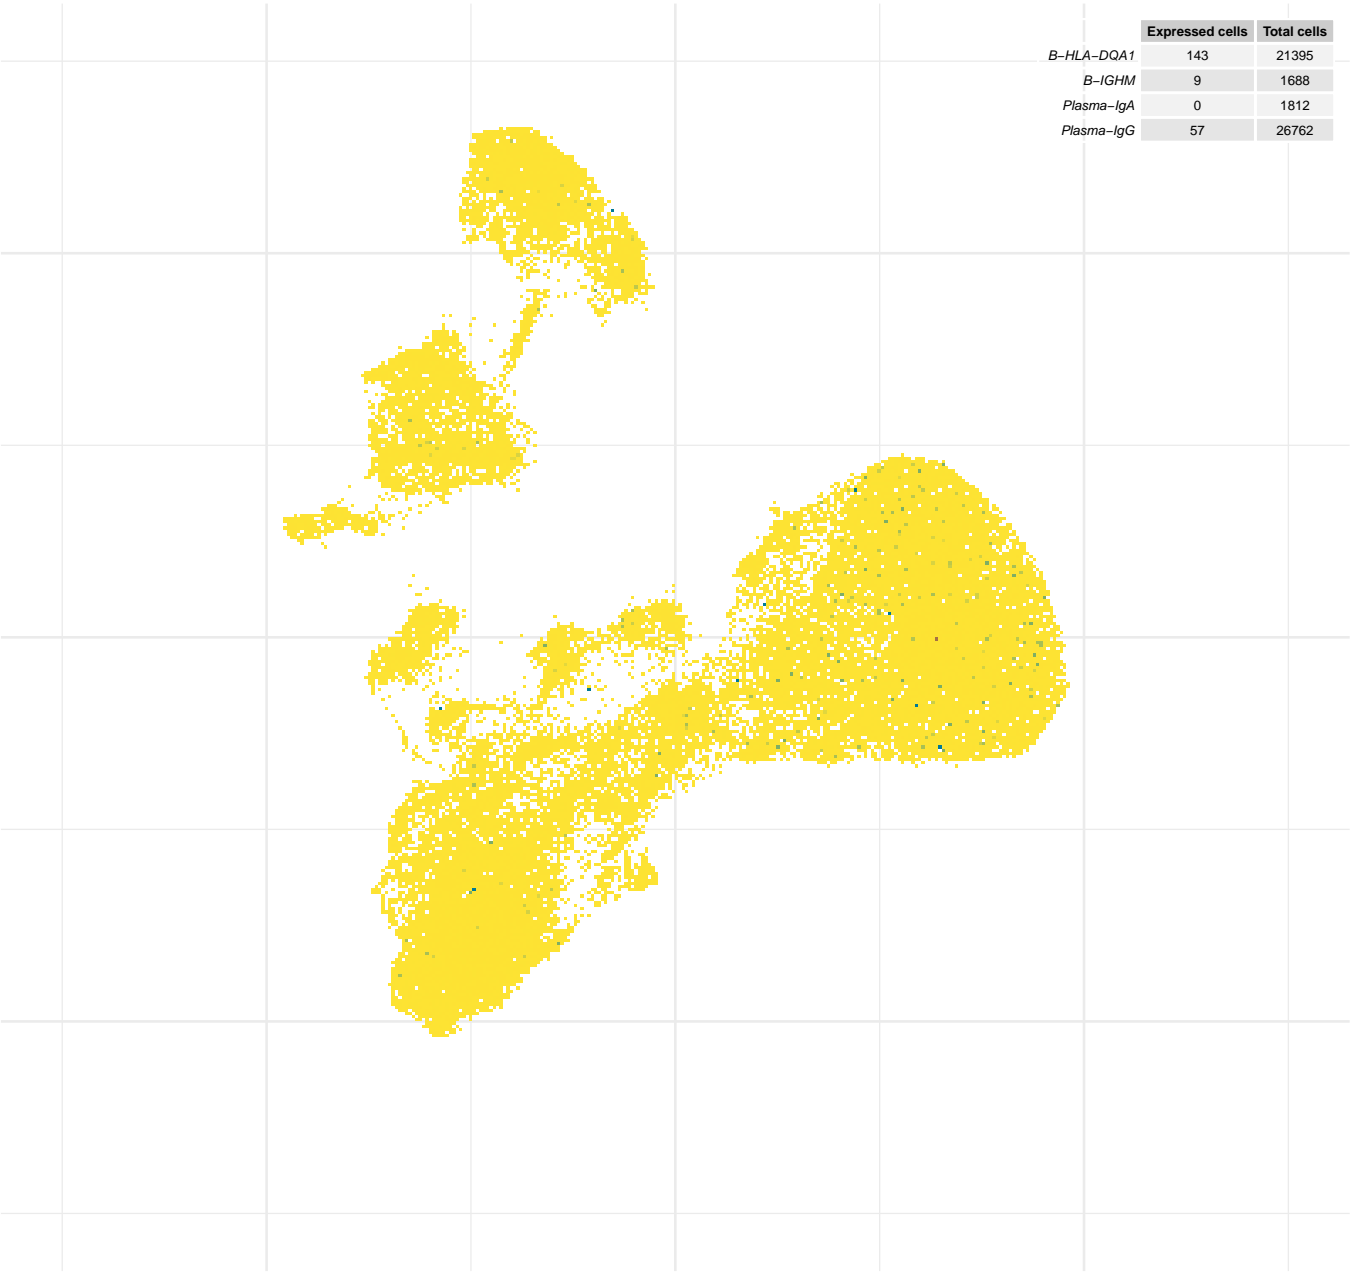 Expressed cells Total cells
B−HLA−DQA1 143 21395
B−IGHM 9 1688
Plasma−IgA 0 1812
Plasma−IgG 57 26762